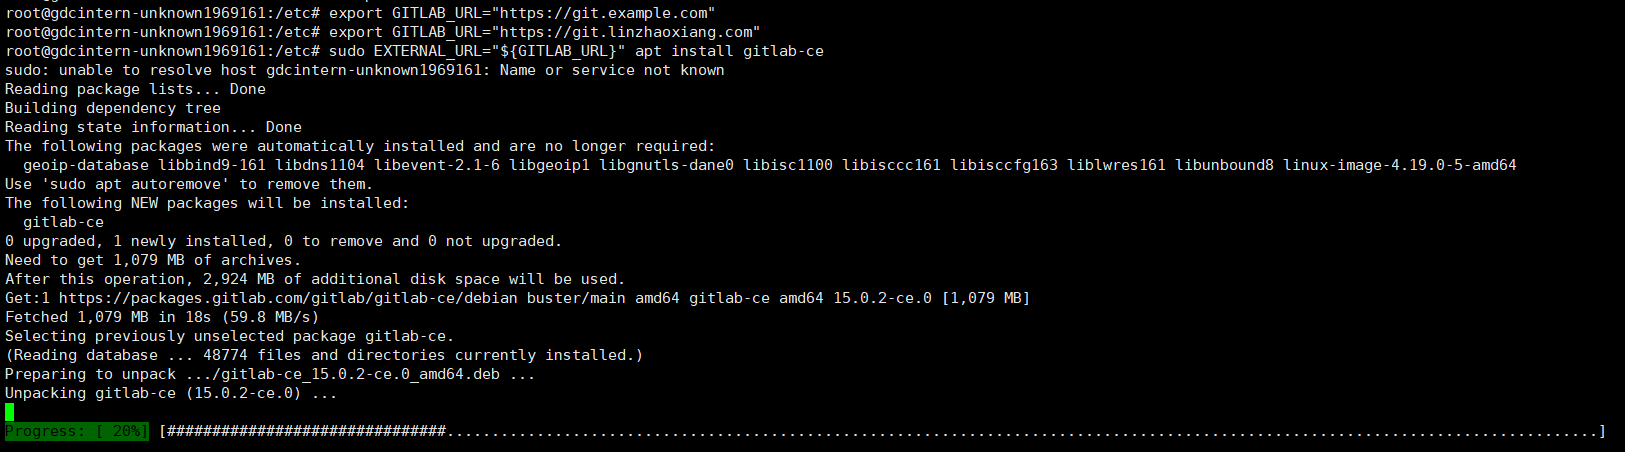 root@gdcintern-unknown1969161:/etc# export GITLAB_URL="https://git.example.com"
root@gdcintern-unknown1969161:/etc# export GITLAB_URL="https://git.linzhaoxiang.com"
root@gdcintern-unknown1969161:/etc# sudo EXTERNAL_URL="${GITLAB_URL}" apt install gitlab-ce
sudo: unable to resolve host gdcintern-unknown1969161: Name or service not known
Reading package lists... Done
Building dependency tree
Reading state information... Done
The following packages were automatically installed and are no longer required:
  geoip-database libbind9-161 libdns1104 libevent-2.1-6 libgeoip1 libgnutls-dane0 libisc1100 libisccc161 libisccfg163 liblwres161 libunbound8 linux-image-4.19.0-5-amd64
Use 'sudo apt autoremove' to remove them.
The following NEW packages will be installed:
  gitlab-ce
0 upgraded, 1 newly installed, 0 to remove and 0 not upgraded.
Need to get 1,079 MB of archives.
After this operation, 2,924 MB of additional disk space will be used.
Get:1 https://packages.gitlab.com/gitlab/gitlab-ce/debian buster/main amd64 gitlab-ce amd64 15.0.2-ce.0 [1,079 MB]
Fetched 1,079 MB in 18s (59.8 MB/s)
Selecting previously unselected package gitlab-ce.
(Reading database ... 48774 files and directories currently installed.)
Preparing to unpack .../gitlab-ce_15.0.2-ce.0_amd64.deb ...
Unpacking gitlab-ce (15.0.2-ce.0) ...
Progress: [ 20%] [###############################................................................................................................................]